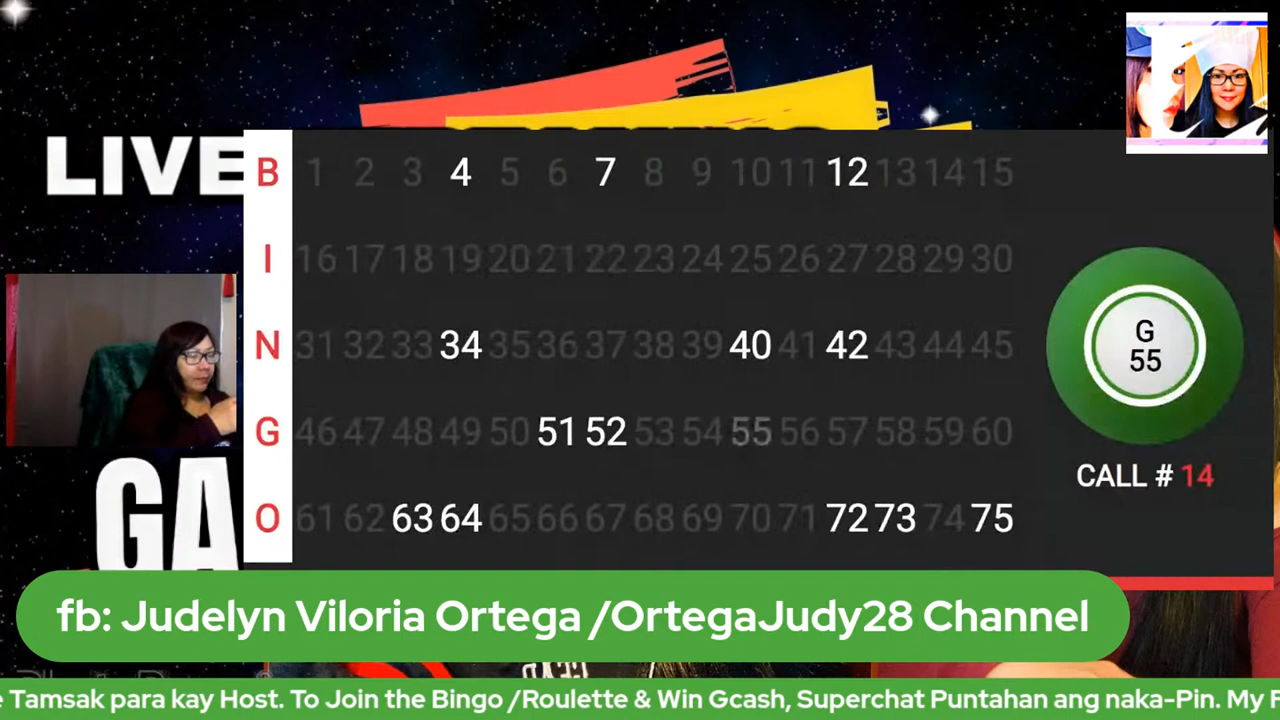 LIVE
B 1 2 3 4 5 6 7 8 9 10 11 12 13 14 15
I 16 17 18 19 20 21 22 23 24 25 26 27 28 29 30
N 31 32 33 34 35 36 37 38 39 40 41 42 43 44 45
G 46 47 48 49 50 51 52 53 54 55 56 57 58 59 60
O 61 62 63 64 65 66 67 68 69 70 71 72 73 74 75
G
55
CALL # 14
GA
fb: Judelyn Viloria Ortega /OrtegaJudy28 Channel
e Tamsak para kay Host. To Join the Bingo /Roulette & Win Gcash, Superchat Puntahan ang naka-Pin. My F